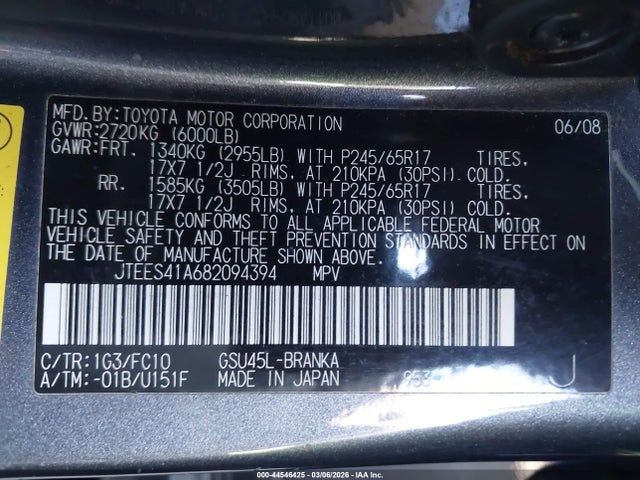 MFD.BY:TOYOTA MOTOR CORPORATION 06/08
GVWR:2720KG (6000LB)
GAWR:FRT. 1340KG (2955LB) WITH P245/65R17 TIRES,
17X7 1/2J RIMS, AT 210KPA (30PSI) COLD.
RR. 1585KG (3505LB) WITH P245/65R17 TIRES,
17X7 1/2J RIMS, AT 210KPA (30PSI) COLD.
THIS VEHICLE CONFORMS TO ALL APPLICABLE FEDERAL MOTOR
VEHICLE SAFETY AND THEFT PREVENTION STANDARDS IN EFFECT ON
THE DATE OF MANUFACTURE SHOWN ABOVE.
JTEES41A682094394 MPV
C/TR:1G3/FC10 GSU45L-BRANKA
A/TM:-01B/U151F MADE IN JAPAN 953 J
000-44546425 - 03/06/2026 - IAA Inc.